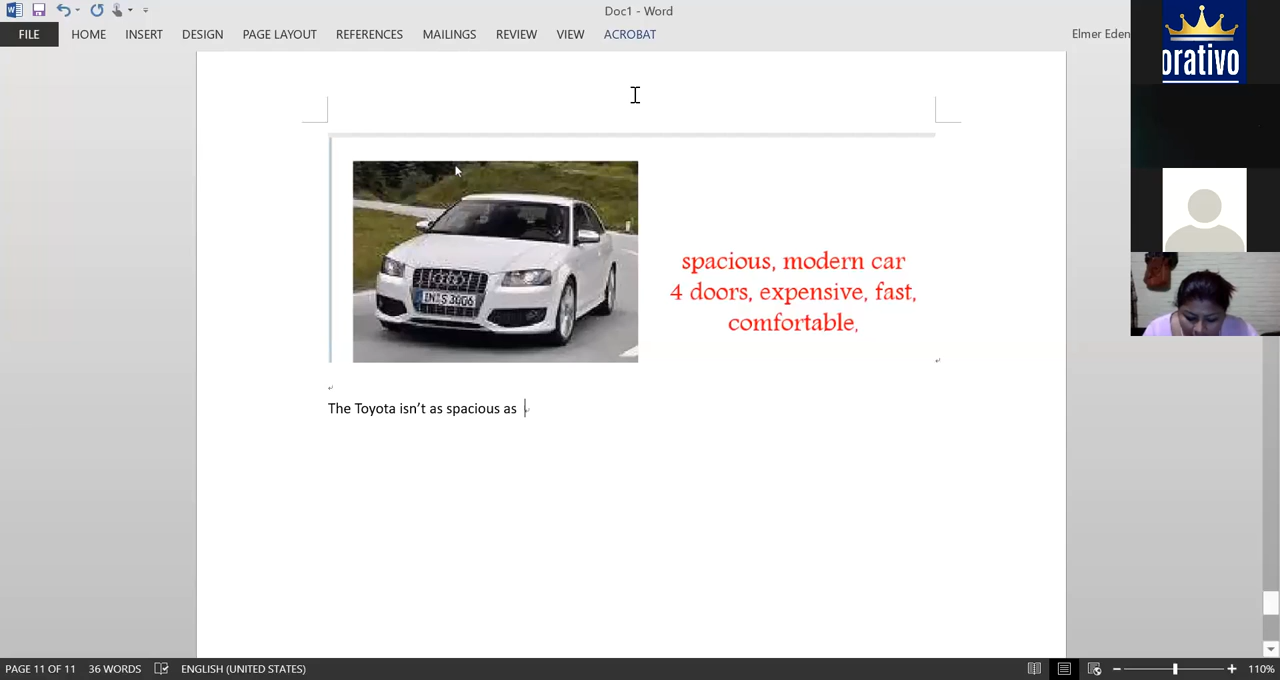 Doc1 - Word
FILE HOME INSERT DESIGN PAGE LAYOUT REFERENCES MAILINGS REVIEW VIEW ACROBAT
Elmer Eden
orativo
IN·S 3006
spacious, modern car
4 doors, expensive, fast,
comfortable,
The Toyota isn’t as spacious as
PAGE 11 OF 11 36 WORDS ENGLISH (UNITED STATES) 110%